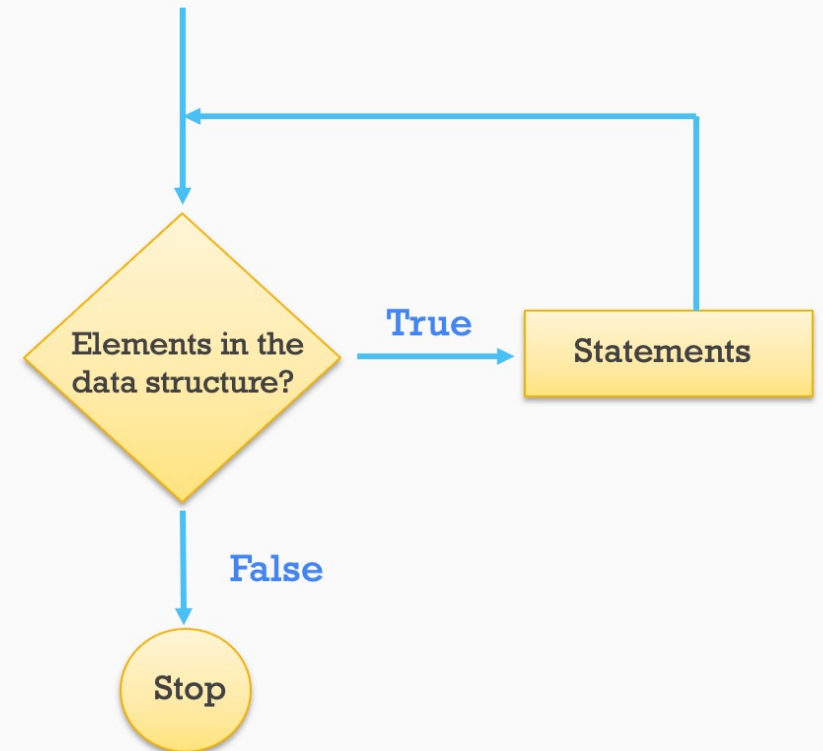 Elements in the
data structure?
True
Statements
False
Stop